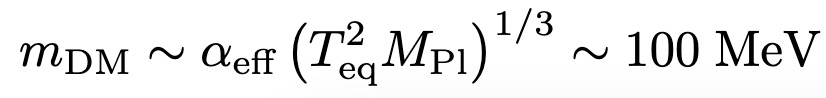 m_DM ∼ α_eff (T_eq^2 M_Pl)^{1/3} ∼ 100 MeV